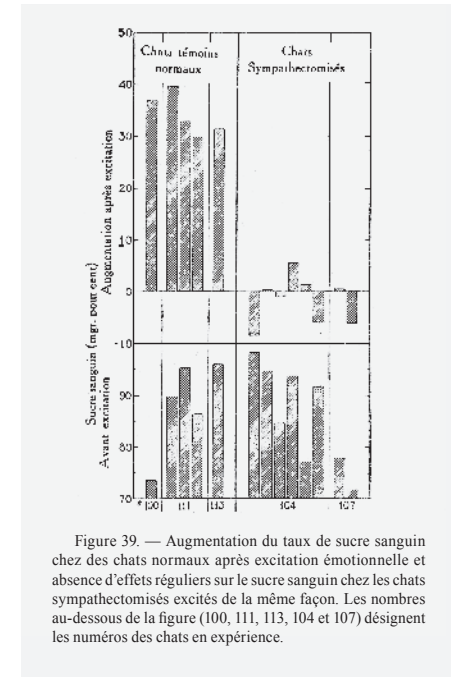 50
Chats témoins
normaux
Chats
Sympathectomisés
40
30
20
10
0
-10
Augmentation après excitation
Sucre sanguin (mgr. pour cent)
Avant excitation
90
80
70
100 111 113 104 107
Figure 39. — Augmentation du taux de sucre sanguin
chez des chats normaux après excitation émotionnelle et
absence d’effets réguliers sur le sucre sanguin chez les chats
sympathectomisés excités de la même façon. Les nombres
au-dessous de la figure (100, 111, 113, 104 et 107) désignent
les numéros des chats en expérience.